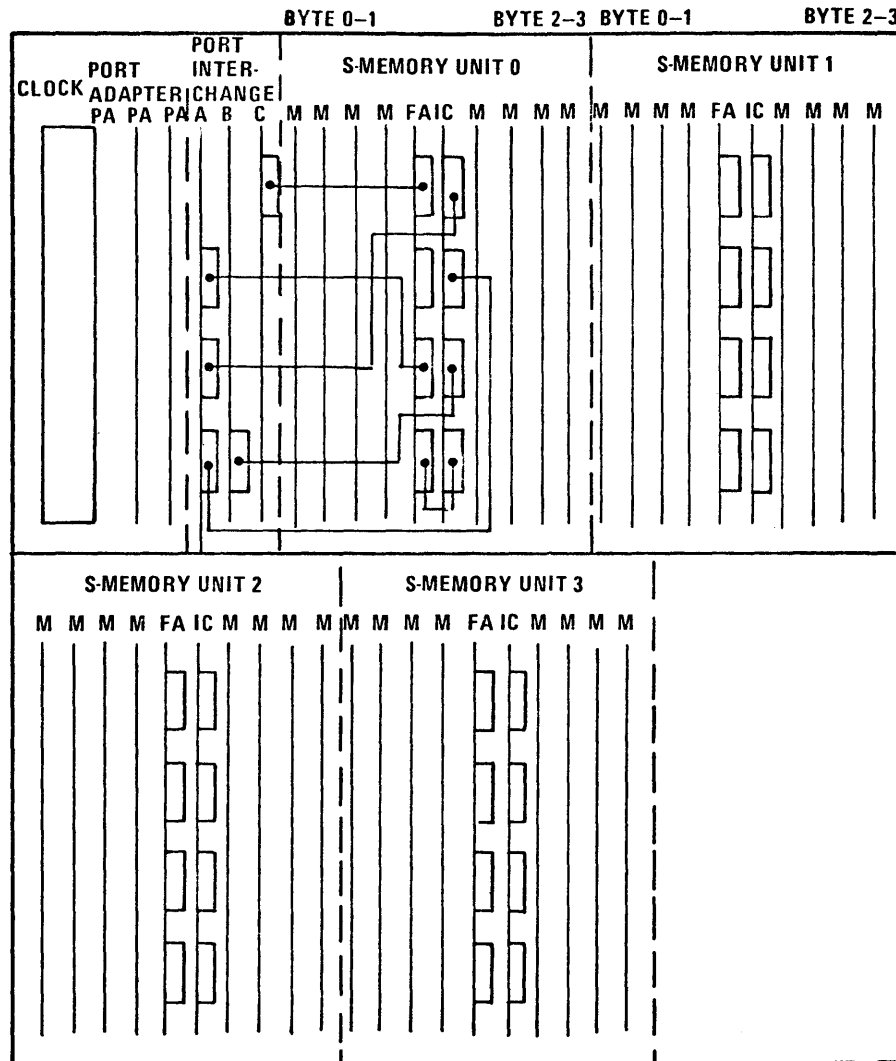 BYTE 0–1 BYTE 2–3 BYTE 0–1 BYTE 2–3
CLOCK
PORT
ADAPTER
PA PA PA
PORT
INTER-
CHANGE
A B C
S-MEMORY UNIT 0
M M M M FA IC M M M M
S-MEMORY UNIT 1
M M M M FA IC M M M M
S-MEMORY UNIT 2
M M M M FA IC M M M M
S-MEMORY UNIT 3
M M M M FA IC M M M M